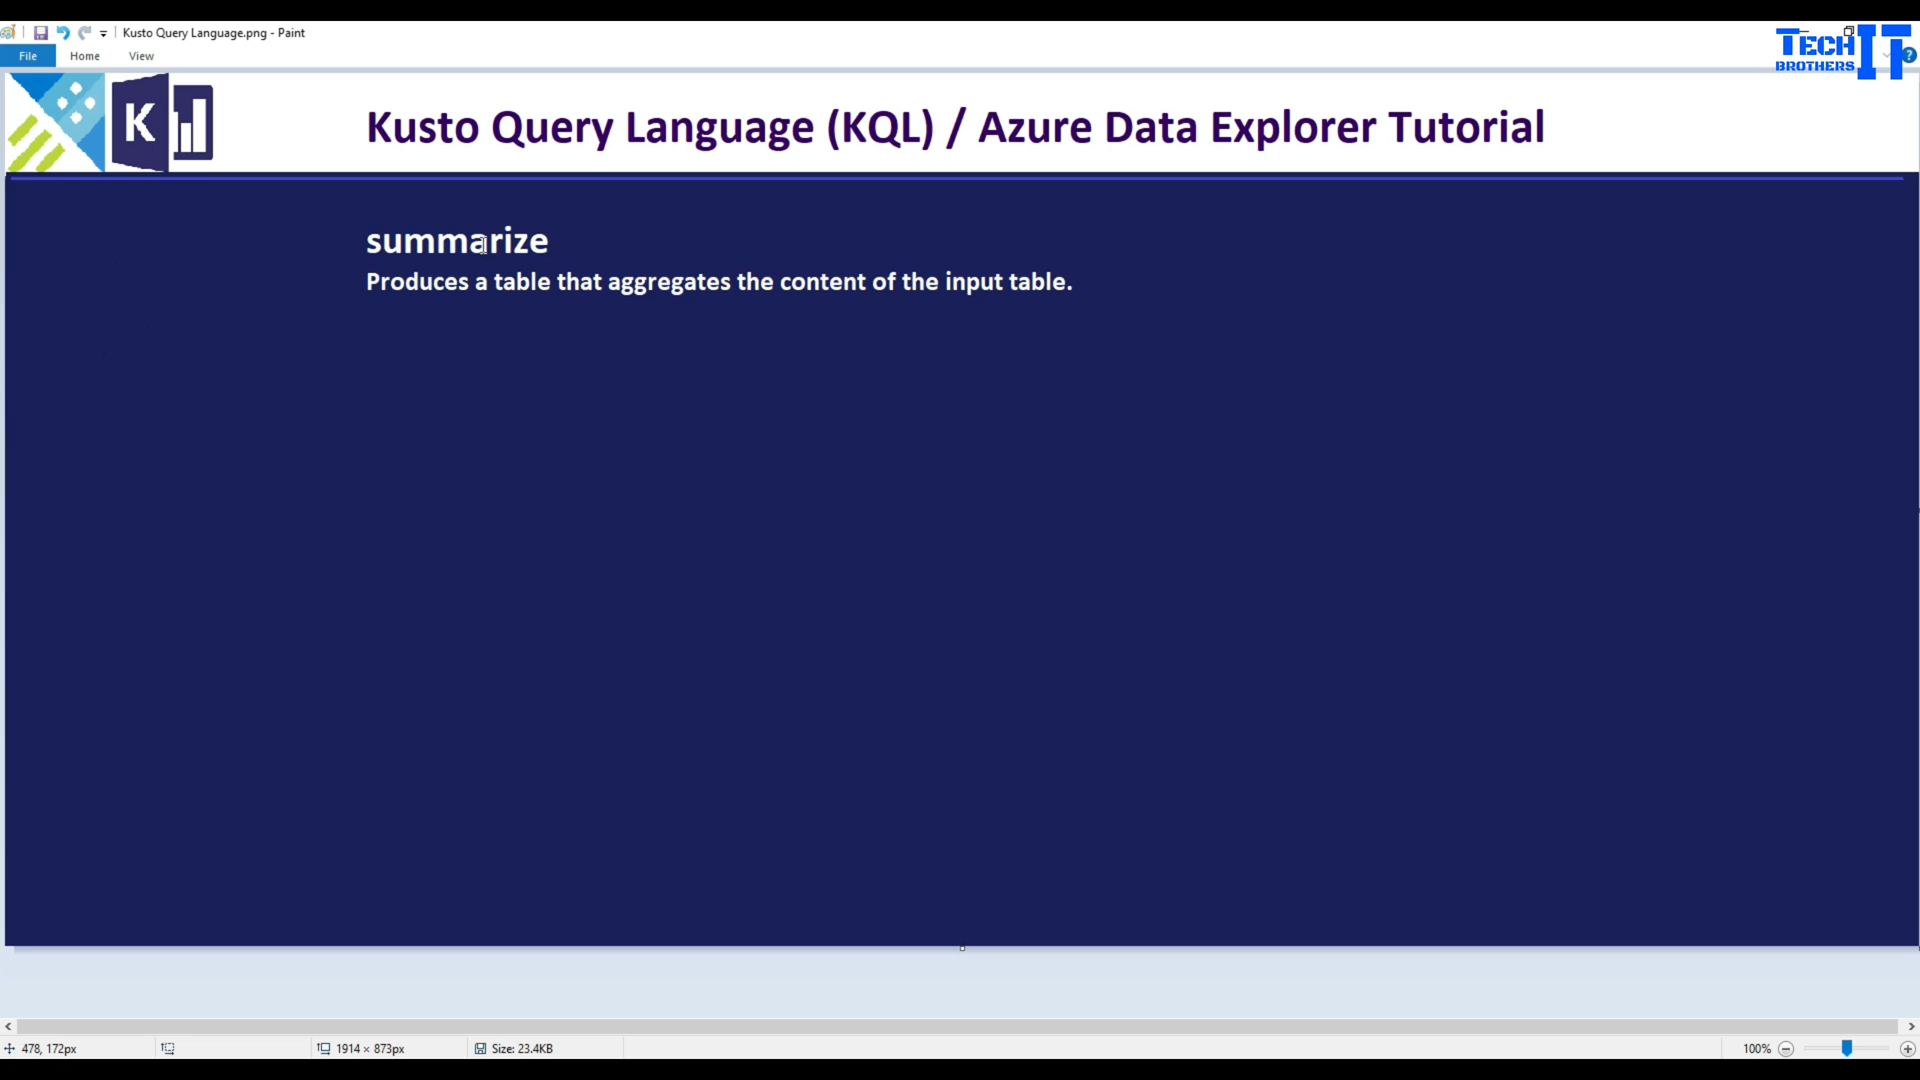 Kusto Query Language.png - Paint
TECH IT
BROTHERS
File Home View
K
Kusto Query Language (KQL) / Azure Data Explorer Tutorial
summarize
Produces a table that aggregates the content of the input table.
478, 172px
1914 × 873px
Size: 23.4KB
100%